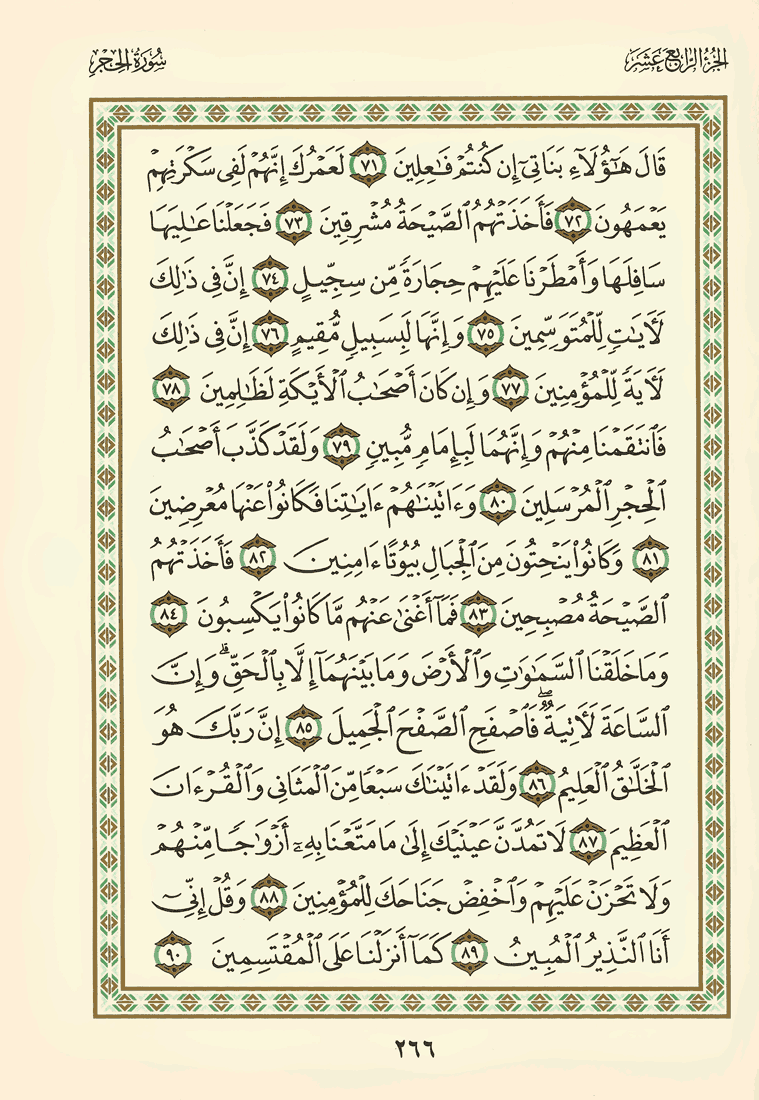 الجزء الرابع عشر
سورة الحجر
قَالَ هَٰٓؤُلَآءِ بَنَاتِىٓ إِن كُنتُمْ فَٰعِلِينَ ٧١ لَعَمْرُكَ إِنَّهُمْ لَفِى سَكْرَتِهِمْ
يَعْمَهُونَ ٧٢ فَأَخَذَتْهُمُ ٱلصَّيْحَةُ مُشْرِقِينَ ٧٣ فَجَعَلْنَا عَٰلِيَهَا
سَافِلَهَا وَأَمْطَرْنَا عَلَيْهِمْ حِجَارَةً مِّن سِجِّيلٍ ٧٤ إِنَّ فِى ذَٰلِكَ
لَأَيَٰتٍ لِّلْمُتَوَسِّمِينَ ٧٥ وَإِنَّهَا لَبِسَبِيلٍ مُّقِيمٍ ٧٦ إِنَّ فِى ذَٰلِكَ
لَأَيَةً لِّلْمُؤْمِنِينَ ٧٧ وَإِن كَانَ أَصْحَٰبُ ٱلْأَيْكَةِ لَظَٰلِمِينَ ٧٨
فَٱنتَقَمْنَا مِنْهُمْ وَإِنَّهُمَا لَبِإِمَامٍ مُّبِينٍ ٧٩ وَلَقَدْ كَذَّبَ أَصْحَٰبُ
ٱلْحِجْرِ ٱلْمُرْسَلِينَ ٨٠ وَءَاتَيْنَٰهُمْ ءَايَٰتِنَا فَكَانُوا۟ عَنْهَا مُعْرِضِينَ
٨١ وَكَانُوا۟ يَنْحِتُونَ مِنَ ٱلْجِبَالِ بُيُوتًا ءَامِنِينَ ٨٢ فَأَخَذَتْهُمُ
ٱلصَّيْحَةُ مُصْبِحِينَ ٨٣ فَمَآ أَغْنَىٰ عَنْهُم مَّا كَانُوا۟ يَكْسِبُونَ ٨٤
وَمَا خَلَقْنَا ٱلسَّمَٰوَٰتِ وَٱلْأَرْضَ وَمَا بَيْنَهُمَآ إِلَّا بِٱلْحَقِّ ۗ وَإِنَّ
ٱلسَّاعَةَ لَأَتِيَةٌ ۖ فَٱصْفَحِ ٱلصَّفْحَ ٱلْجَمِيلَ ٨٥ إِنَّ رَبَّكَ هُوَ
ٱلْخَلَّٰقُ ٱلْعَلِيمُ ٨٦ وَلَقَدْ ءَاتَيْنَٰكَ سَبْعًا مِّنَ ٱلْمَثَانِى وَٱلْقُرْءَانَ
ٱلْعَظِيمَ ٨٧ لَا تَمُدَّنَّ عَيْنَيْكَ إِلَىٰ مَا مَتَّعْنَا بِهِۦٓ أَزْوَٰجًا مِّنْهُمْ
وَلَا تَحْزَنْ عَلَيْهِمْ وَٱخْفِضْ جَنَاحَكَ لِلْمُؤْمِنِينَ ٨٨ وَقُلْ إِنِّىٓ
أَنَا ٱلنَّذِيرُ ٱلْمُبِينُ ٨٩ كَمَآ أَنزَلْنَا عَلَى ٱلْمُقْتَسِمِينَ ٩٠
٢٦٦